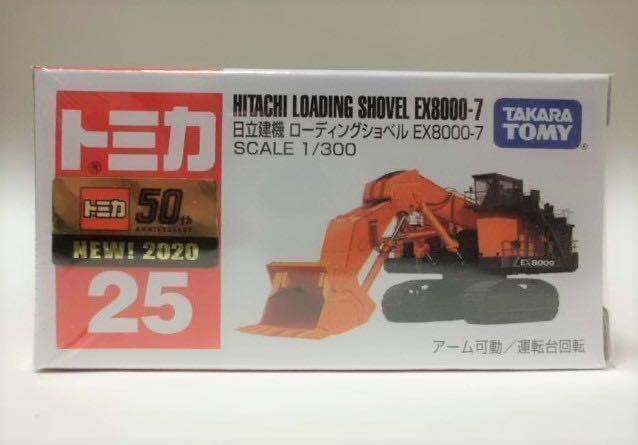 HITACHI LOADING SHOVEL EX8000-7
日立建機 ローディングショベル EX8000-7
SCALE 1/300
TAKARA
TOMY
トミカ
トミカ 50th
ANNIVERSARY
NEW! 2020
25
EX8000
アーム可動/運転台回転